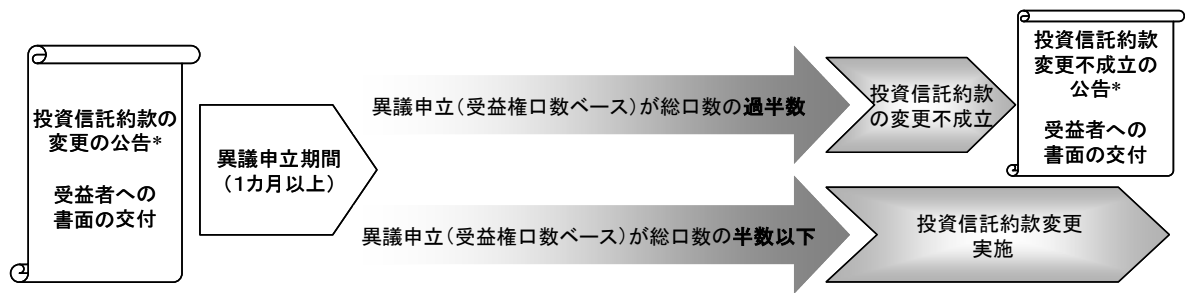 投資信託約款の
変更の公告*
受益者への
書面の交付
異議申立期間
(1カ月以上)
異議申立(受益権口数ベース)が総口数の過半数
投資信託約款
の変更不成立
投資信託約款
変更不成立の
公告*
受益者への
書面の交付
異議申立(受益権口数ベース)が総口数の半数以下
投資信託約款変更
実施